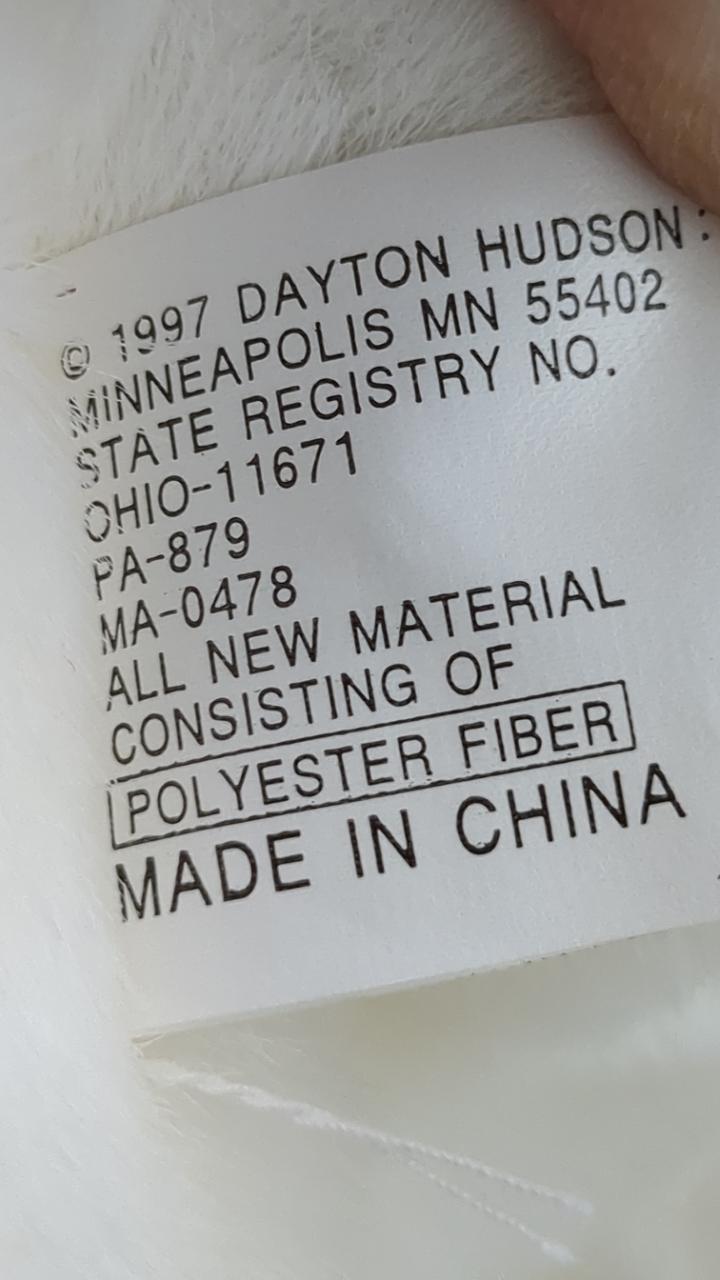 © 1997 DAYTON HUDSON:
MINNEAPOLIS MN 55402
STATE REGISTRY NO.
OHIO-11671
PA-879
MA-0478
ALL NEW MATERIAL
CONSISTING OF
POLYESTER FIBER
MADE IN CHINA